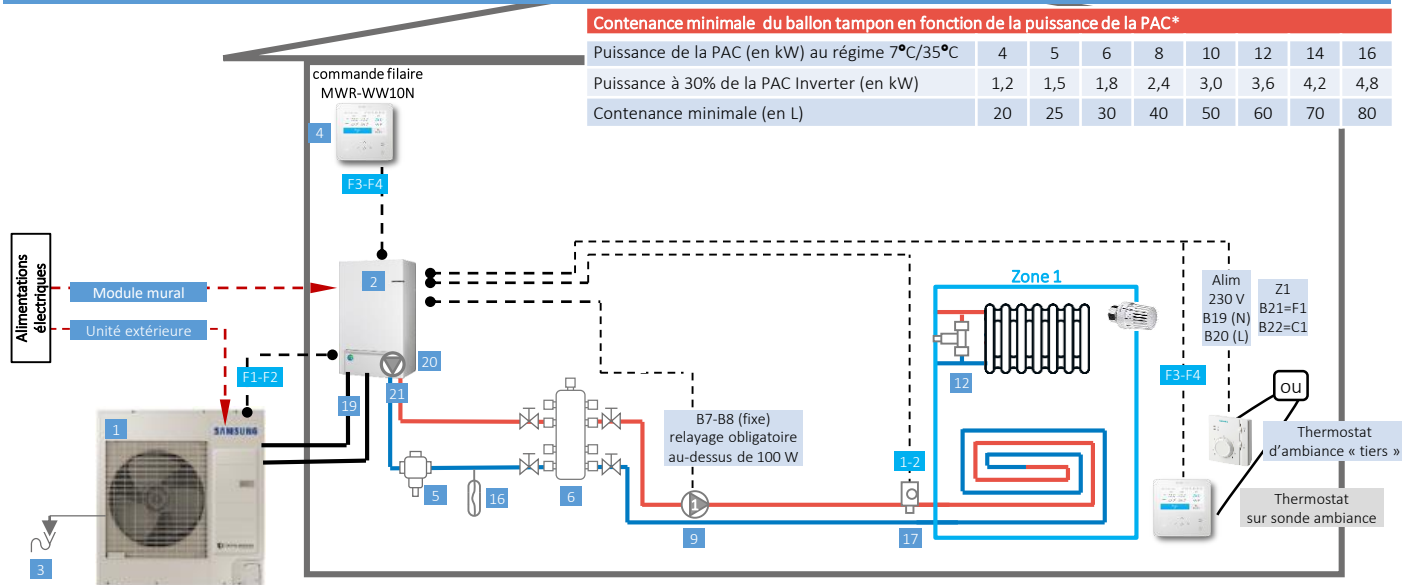 Contenance minimale du ballon tampon en fonction de la puissance de la PAC*
Puissance de la PAC (en kW) au régime 7°C/35°C 4 5 6 8 10 12 14 16
Puissance à 30% de la PAC Inverter (en kW) 1,2 1,5 1,8 2,4 3,0 3,6 4,2 4,8
Contenance minimale (en L) 20 25 30 40 50 60 70 80
commande filaire
MWR-WW10N
4
F3-F4
Alimentations
électriques
Module mural
Unité extérieure
F1-F2
2
20
21
19
1
SAMSUNG
3
5
16
6
B7-B8 (fixe)
relayage obligatoire
au-dessus de 100 W
1
9
1-2
17
Zone 1
12
Alim
230 V
B19 (N)
B20 (L)
Z1
B21=F1
B22=C1
F3-F4
ou
Thermostat
d'ambiance « tiers »
Thermostat
sur sonde ambiance